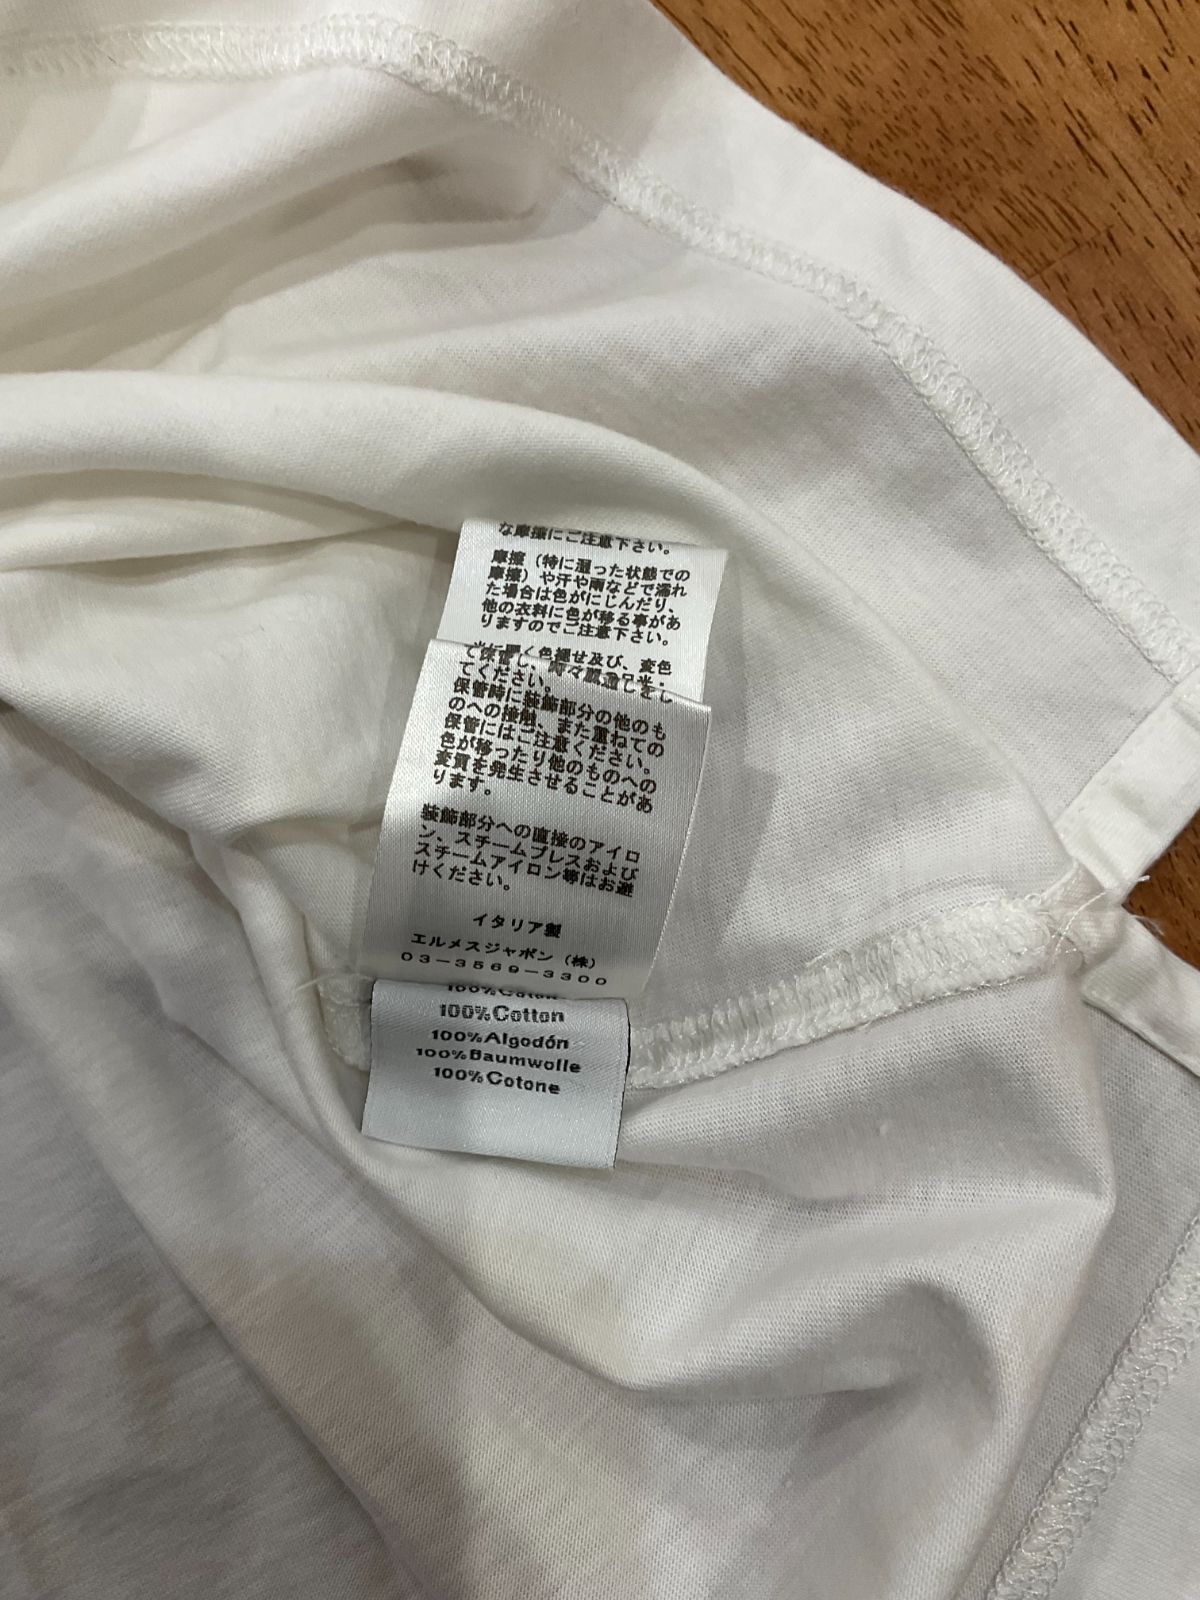 な摩擦にご注意下さい。
摩擦（特に湿った状態での
摩擦）や汗や雨などで濡れ
た場合は色がにじんだり、
他の衣料に色が移る事があ
りますのでご注意下さい。
色褪せ及び、変色
てください。
保管時に装飾部分の他のも
のへの接触、また重ねての
保管にはご注意ください。
色が移ったり他のものへの
変質を発生させることがあ
ります。
装飾部分への直接のアイロ
ン、スチームプレスおよび
スチームアイロン等はお避
けください。
イタリア製
エルメスジャポン（株）
03－3569－3300
100%Cotton
100%Algodón
100%Baumwolle
100%Cotone